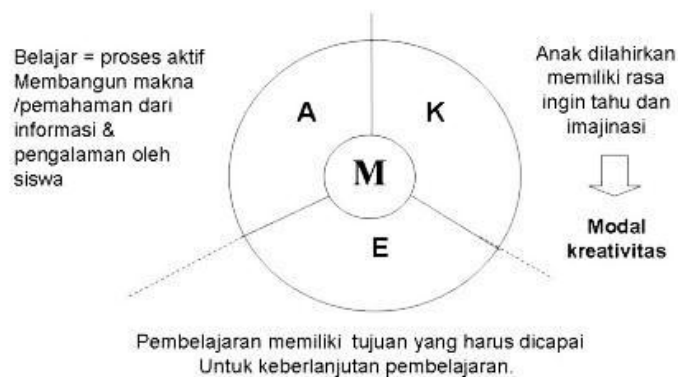 Belajar = proses aktif
Membangun makna
/pemahaman dari
informasi &
pengalaman oleh
siswa
A
K
M
E
Anak dilahirkan
memiliki rasa
ingin tahu dan
imajinasi
Modal
kreativitas
Pembelajaran memiliki tujuan yang harus dicapai
Untuk keberlanjutan pembelajaran.